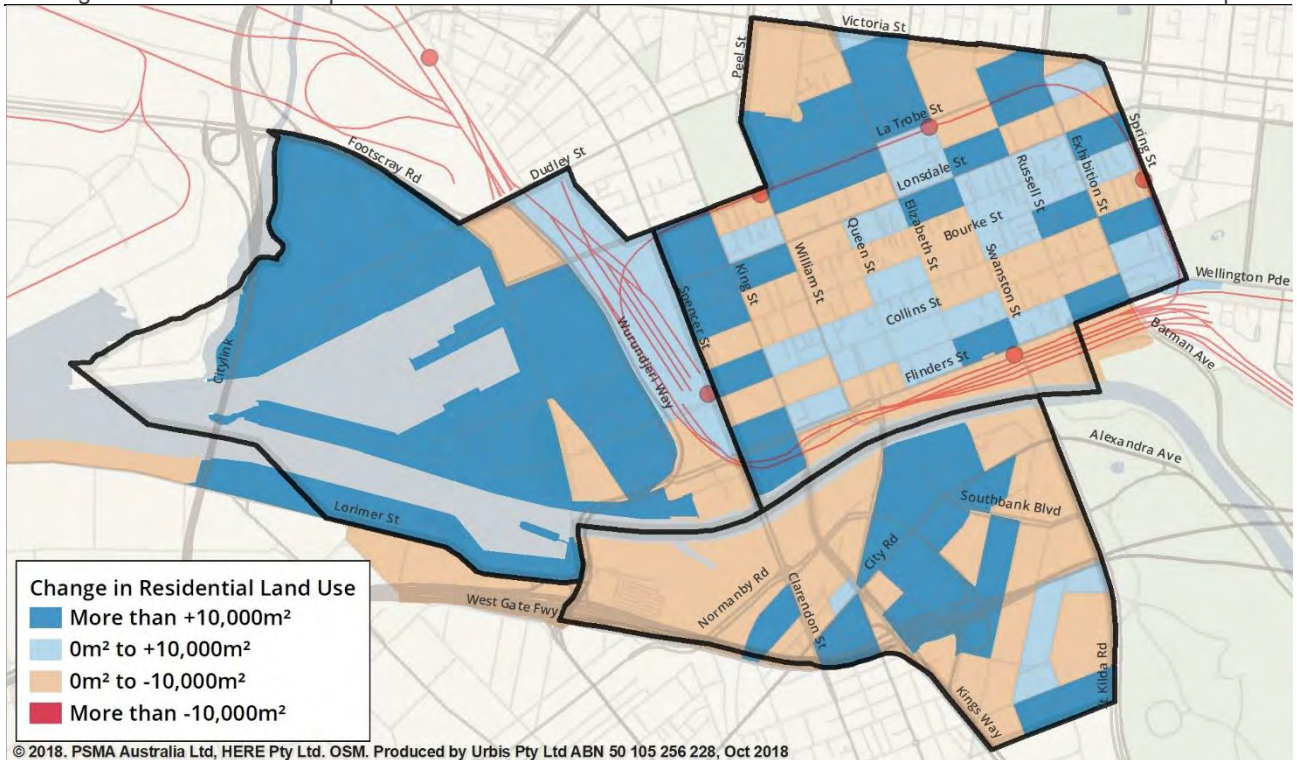 Victoria St
Peel St
La Trobe St
Spring St
Footscray Rd
Dudley St
Lonsdale St
Exhibition St
Russell St
Elizabeth St
Bourke St
Queen St
William St
Swanston St
King St
Wellington Pde
Spencer St
Collins St
Citylink
Wurundjeri Way
Flinders St
Batman Ave
Alexandra Ave
Southbank Blvd
Lorimer St
City Rd
Normanby Rd
Clarendon St
West Gate Fwy
t Kilda Rd
Kings Way
Change in Residential Land Use
More than +10,000m²
0m² to +10,000m²
0m² to -10,000m²
More than -10,000m²
© 2018. PSMA Australia Ltd, HERE Pty Ltd. OSM. Produced by Urbis Pty Ltd ABN 50 105 256 228, Oct 2018